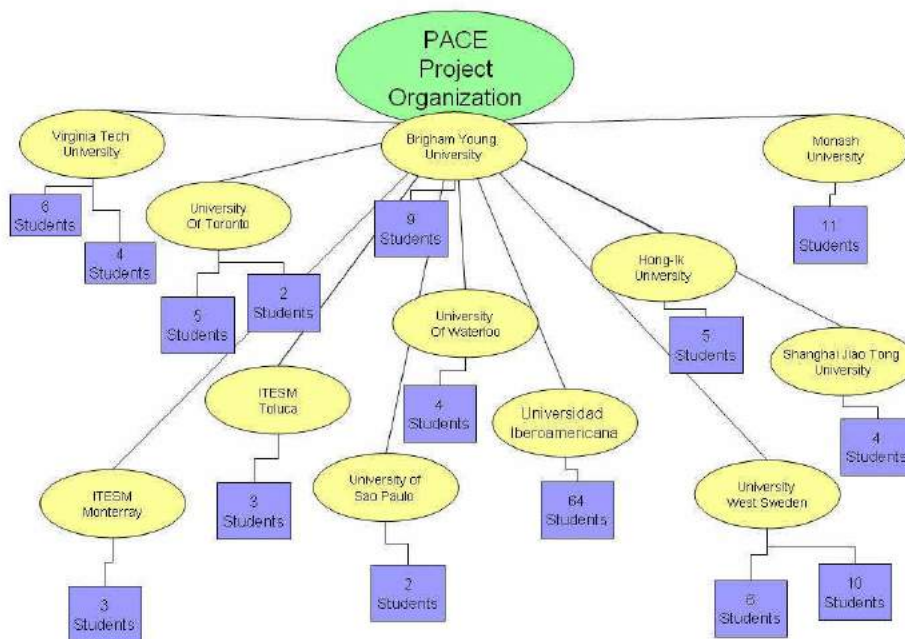 PACE
Project
Organization
Virginia Tech
University
Brigham Young
University
Monash
University
6
Students
4
Students
University
Of Toronto
9
Students
11
Students
Hong-Ik
University
5
Students
2
Students
University
Of Waterloo
5
Students
Shanghai Jiao Tong
University
ITESM
Toluca
4
Students
Universidad
Iberoamericana
4
Students
ITESM
Monterray
3
Students
University of
Sao Paulo
64
Students
University
West Sweden
3
Students
2
Students
Students
10
Students